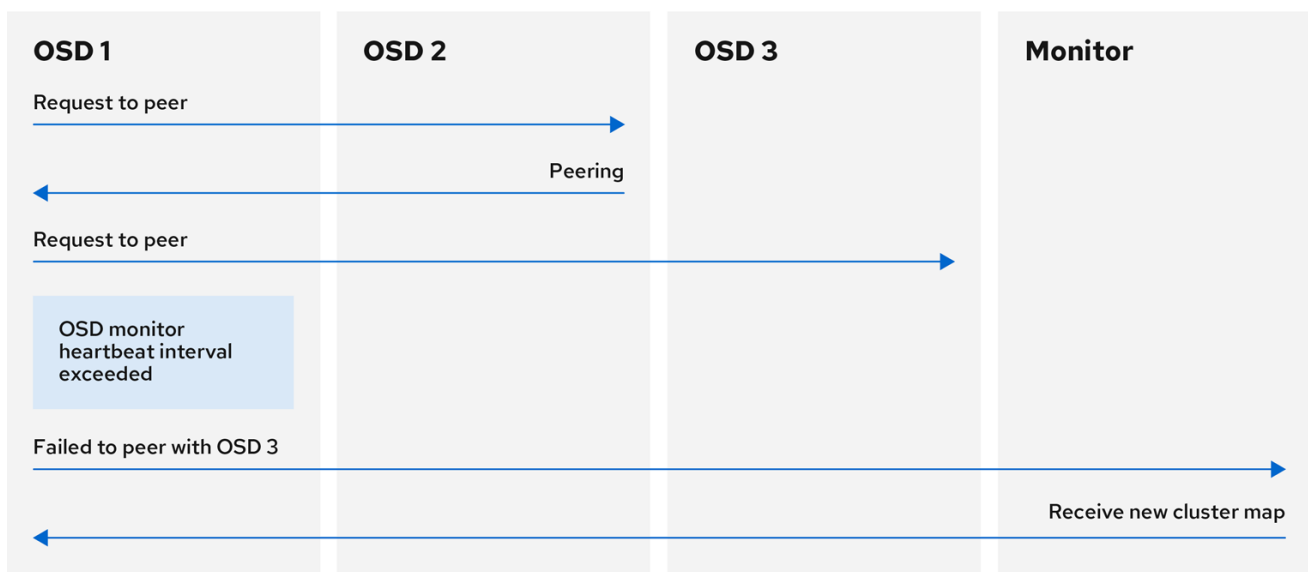 OSD 1
OSD 2
OSD 3
Monitor
Request to peer
Peering
Request to peer
OSD monitor
heartbeat interval
exceeded
Failed to peer with OSD 3
Receive new cluster map